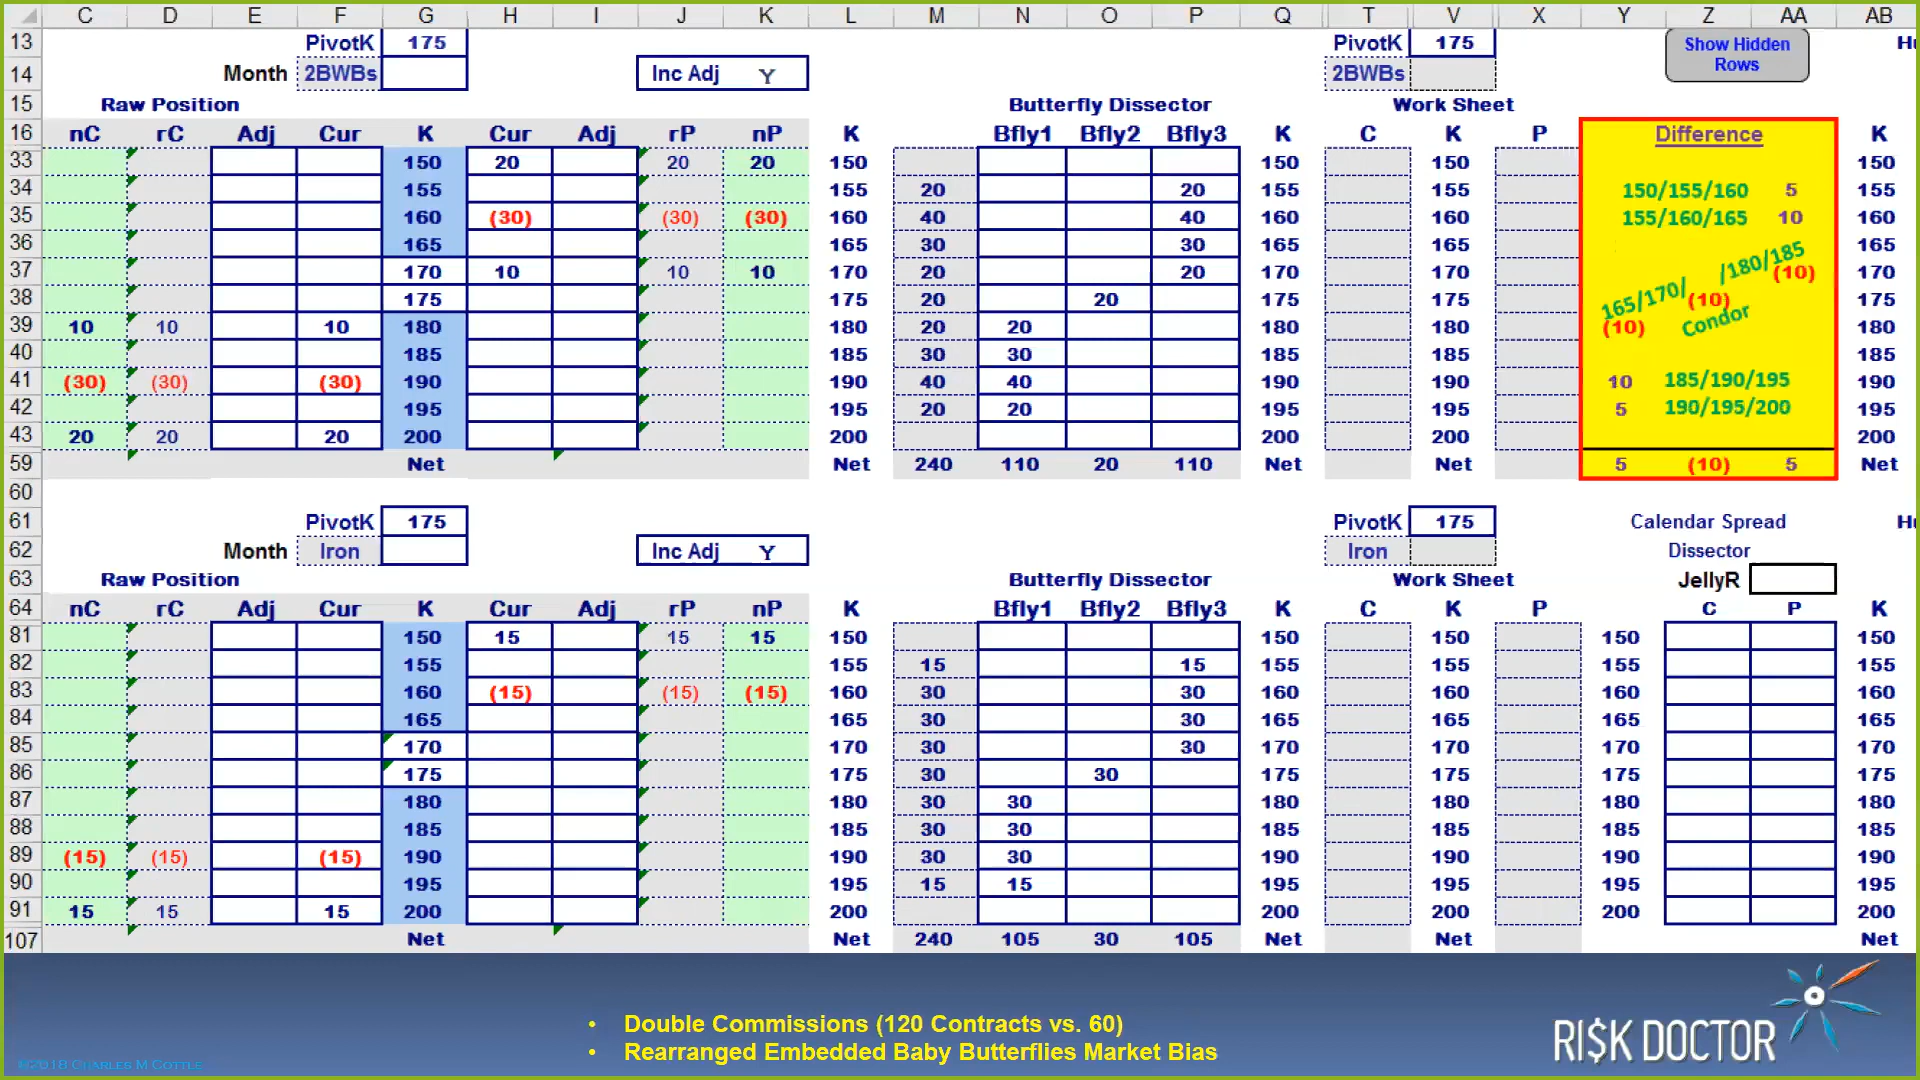 C D E F G H I J K L M N O P Q T V X Y Z AA AB
13 PivotK 175 PivotK 175 Show Hidden Rows
14 Month 2BWBs Inc Adj Y 2BWBs
15 Raw Position Butterfly Dissector Work Sheet
16 nC rC Adj Cur K Cur Adj rP nP K Bfly1 Bfly2 Bfly3 K C K P Difference K
33 150 20 20 20 150 150 150 150
34 155 155 20 20 155 155 150/155/160 5 155
35 160 (30) (30) (30) 160 40 40 160 160 155/160/165 10 160
36 165 165 30 30 165 165 165
37 170 10 10 10 170 20 20 170 170 165/170/ /180/185 (10) 170
38 175 175 20 20 175 175 (10) 175
39 10 10 10 180 180 20 20 180 180 (10) Condor 180
40 185 185 30 30 185 185 185
41 (30) (30) (30) 190 190 40 40 190 190 10 185/190/195 190
42 195 195 20 20 195 195 5 190/195/200 195
43 20 20 20 200 200 200 200 200
59 Net Net 240 110 20 110 Net Net 5 (10) 5 Net
60
61 PivotK 175 PivotK 175 Calendar Spread
62 Month Iron Inc Adj Y Iron Dissector
63 Raw Position Butterfly Dissector Work Sheet JellyR
64 nC rC Adj Cur K Cur Adj rP nP K Bfly1 Bfly2 Bfly3 K C K P C P K
81 150 15 15 15 150 150 150 150 150
82 155 155 15 15 155 155 155 155
83 160 (15) (15) (15) 160 30 30 160 160 160 160
84 165 165 30 30 165 165 165 165
85 170 170 30 30 170 170 170 170
86 175 175 30 30 175 175 175 175
87 180 180 30 30 180 180 180 180
88 185 185 30 30 185 185 185 185
89 (15) (15) (15) 190 190 30 30 190 190 190 190
90 195 195 15 15 195 195 195 195
91 15 15 15 200 200 200 200 200 200
107 Net Net 240 105 30 105 Net Net Net
• Double Commissions (120 Contracts vs. 60)
• Rearranged Embedded Baby Butterflies Market Bias
RI$K DOCTOR
©2018 CHARLES M COTTLE